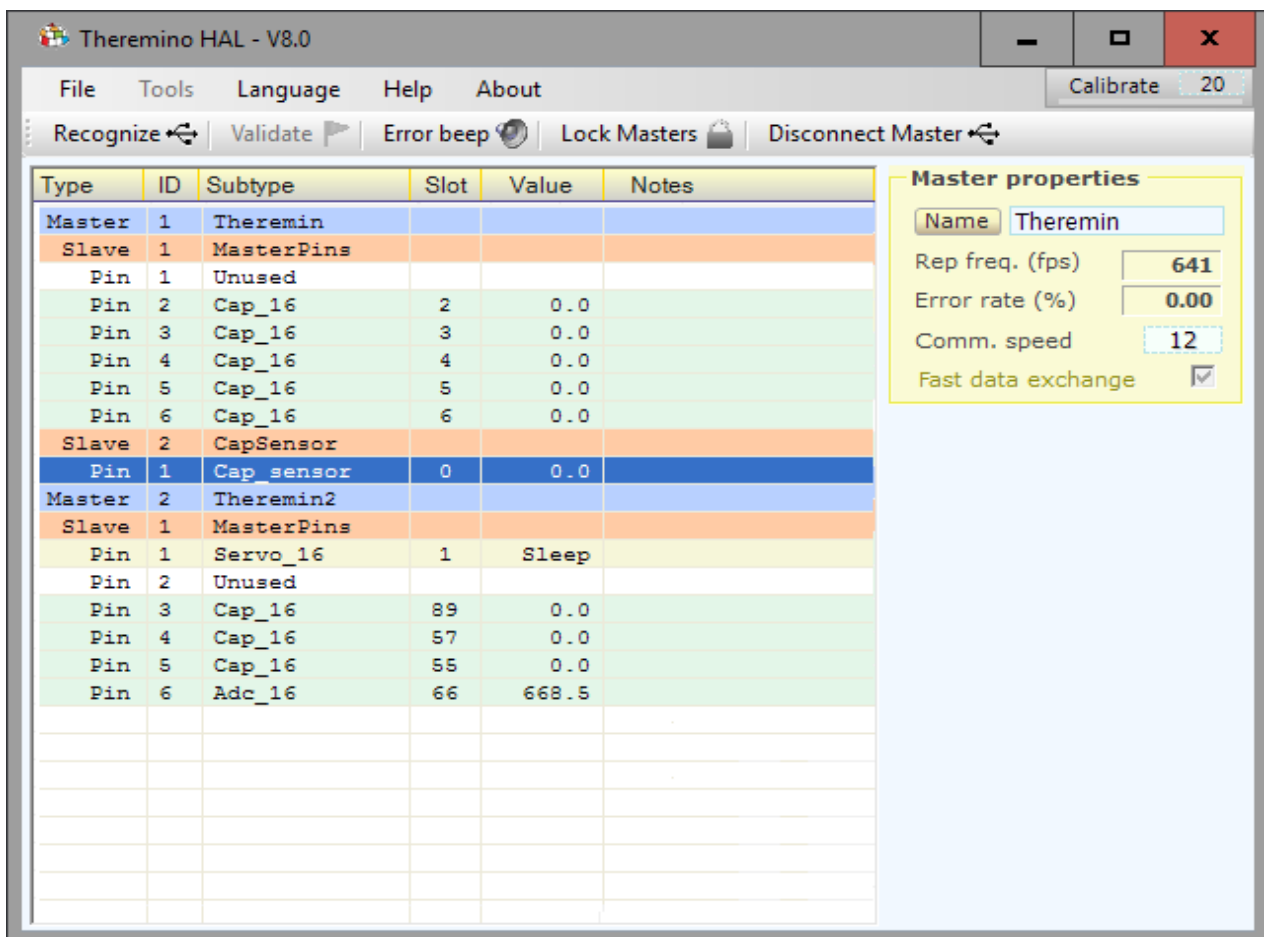 Theremino HAL - V8.0
File Tools Language Help About Calibrate 20
Recognize Validate Error beep Lock Masters Disconnect Master
Type ID Subtype Slot Value Notes
Master 1 Theremin
Slave 1 MasterPins
Pin 1 Unused
Pin 2 Cap_16 2 0.0
Pin 3 Cap_16 3 0.0
Pin 4 Cap_16 4 0.0
Pin 5 Cap_16 5 0.0
Pin 6 Cap_16 6 0.0
Slave 2 CapSensor
Pin 1 Cap_sensor 0 0.0
Master 2 Theremin2
Slave 1 MasterPins
Pin 1 Servo_16 1 Sleep
Pin 2 Unused
Pin 3 Cap_16 89 0.0
Pin 4 Cap_16 57 0.0
Pin 5 Cap_16 55 0.0
Pin 6 Adc_16 66 668.5
Master properties
Name Theremin
Rep freq. (fps) 641
Error rate (%) 0.00
Comm. speed 12
Fast data exchange